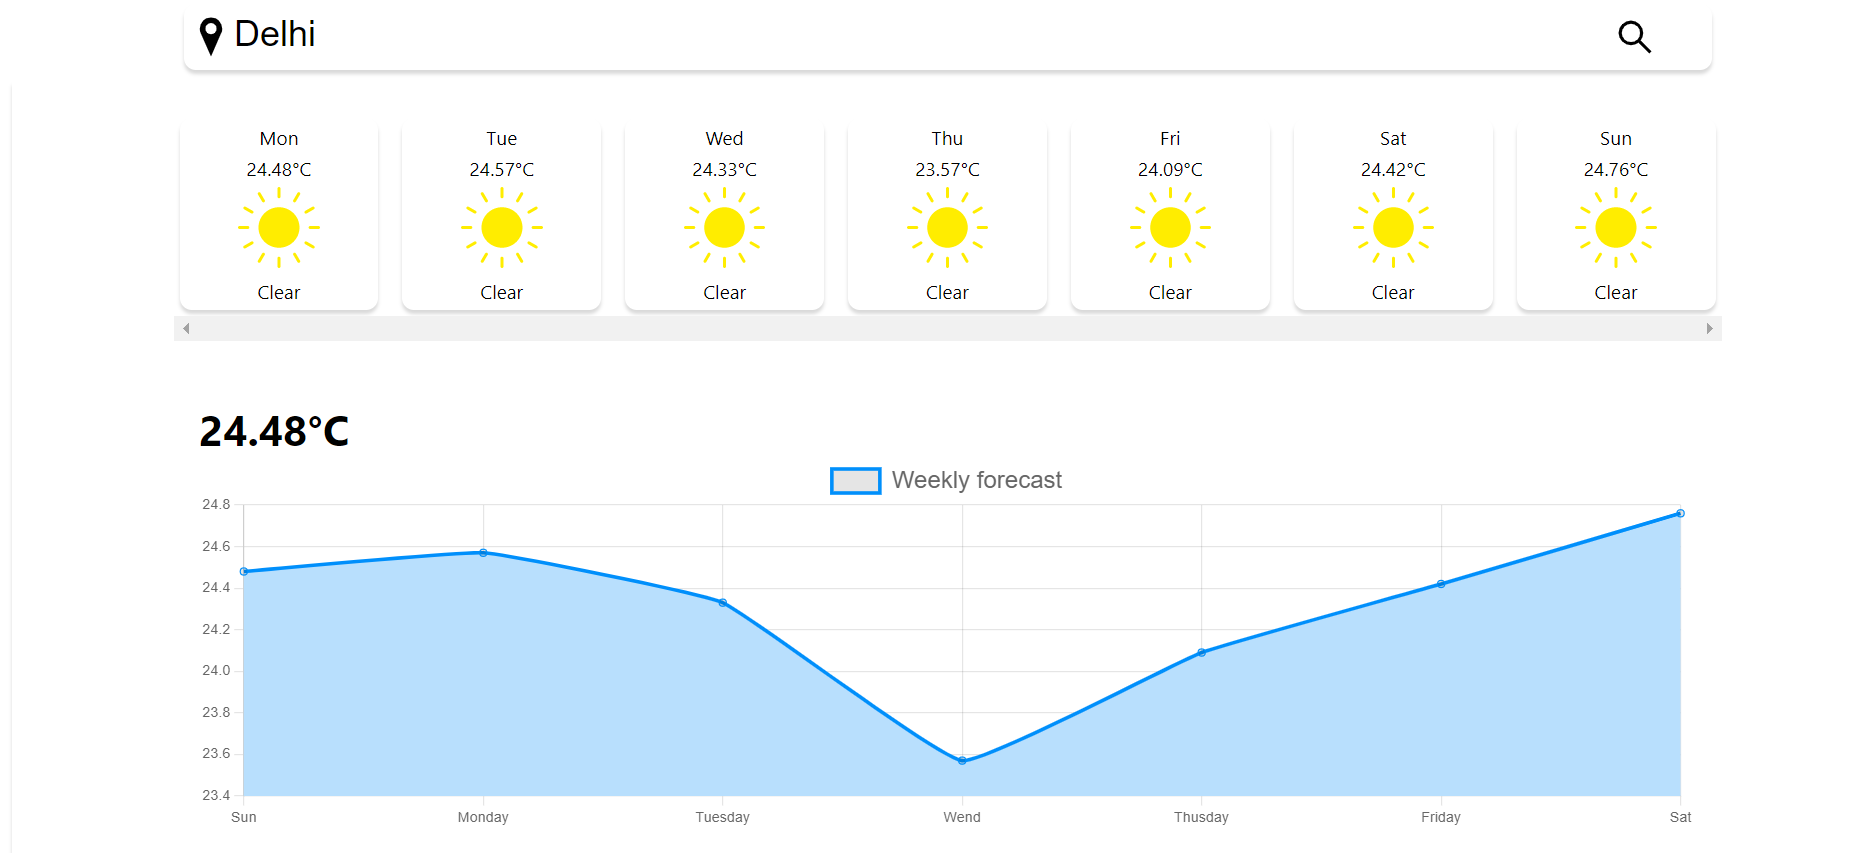 Delhi
Mon Tue Wed Thu Fri Sat Sun
24.48°C 24.57°C 24.33°C 23.57°C 24.09°C 24.42°C 24.76°C
Clear Clear Clear Clear Clear Clear Clear
24.48°C
Weekly forecast
24.8
24.6
24.4
24.2
24.0
23.8
23.6
23.4
Sun Monday Tuesday Wend Thusday Friday Sat